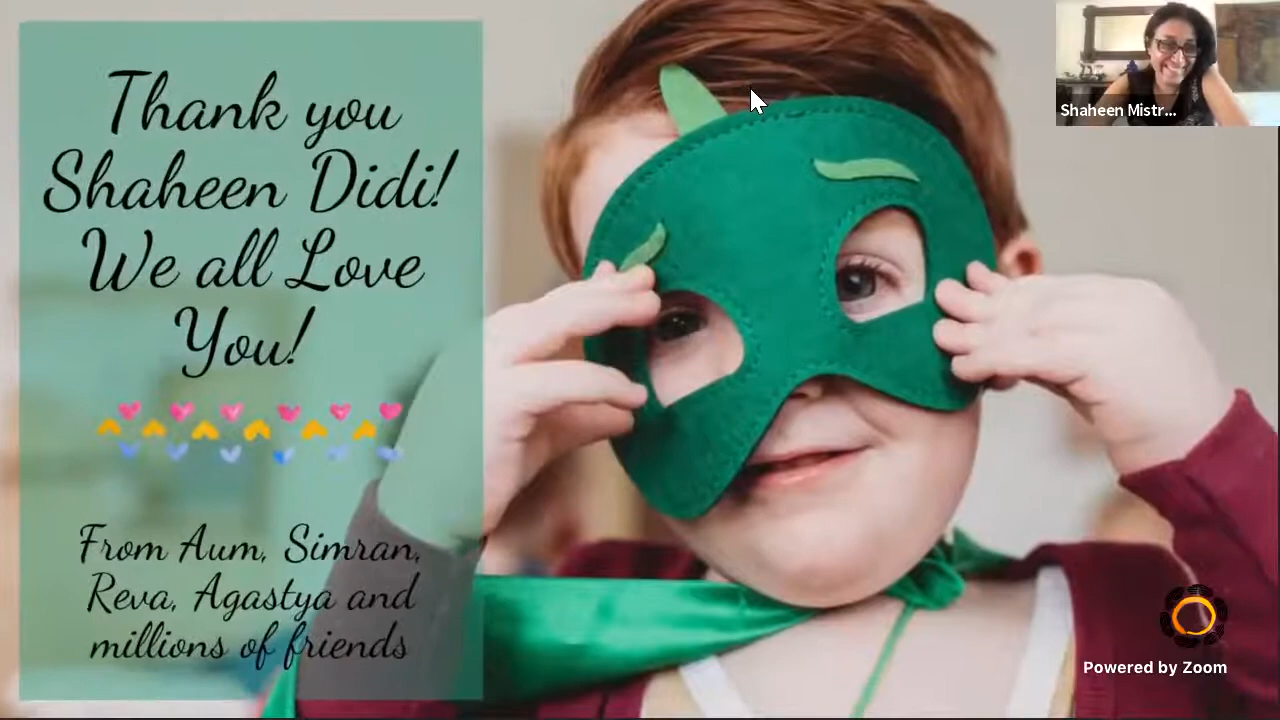 Thank you
Shaheen Didi!
We all Love
You!
From Aum, Simran,
Reva, Agastya and
millions of friends
Shaheen Mistr...
Powered by Zoom